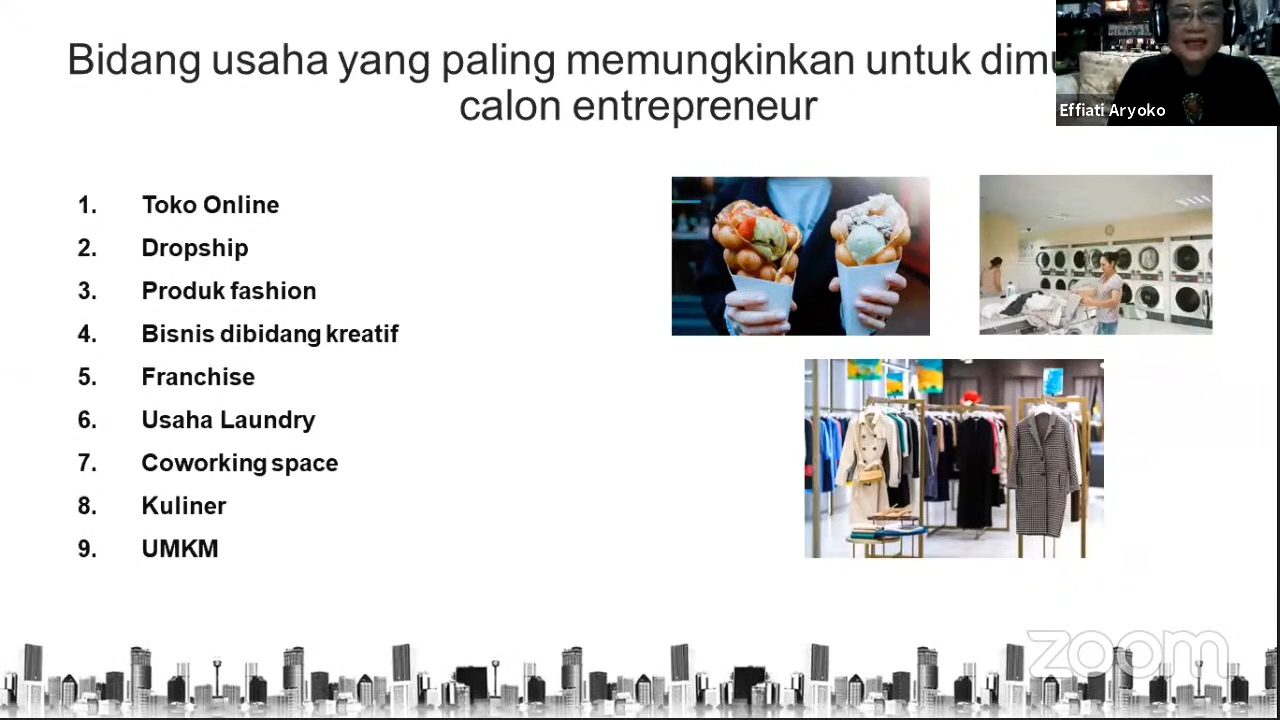 Bidang usaha yang paling memungkinkan untuk
calon entrepreneur
Effiati Aryoko
1. Toko Online
2. Dropship
3. Produk fashion
4. Bisnis dibidang kreatif
5. Franchise
6. Usaha Laundry
7. Coworking space
8. Kuliner
9. UMKM
zoom